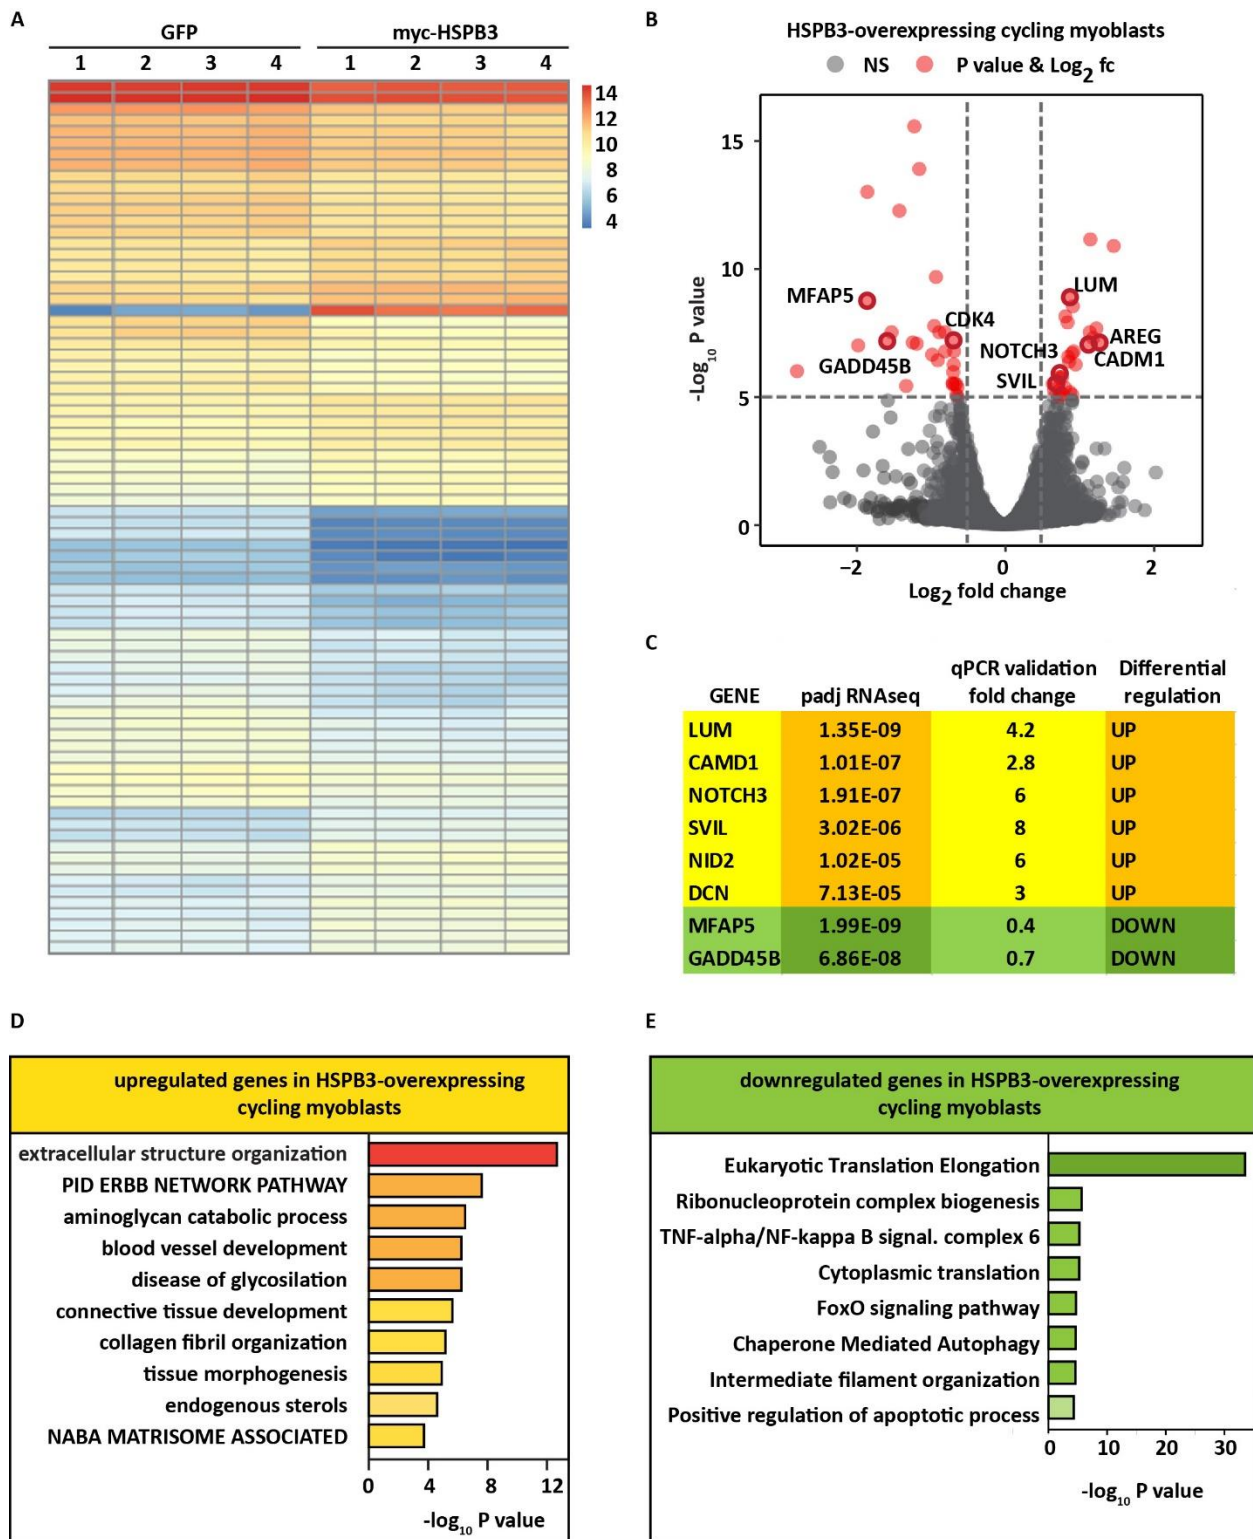 A
GFP
myc-HSPB3
1 2 3 4 1 2 3 4
14
12
10
8
6
4
B
HSPB3-overexpressing cycling myoblasts
NS P value & Log2 fc
15
10
5
0
-Log10 P value
MFAP5
GADD45B
CDK4
LUM
NOTCH3
AREG
CADM1
SVIL
−2 0 2
Log2 fold change
C
GENE padj RNAseq qPCR validation fold change Differential regulation
LUM 1.35E-09 4.2 UP
CAMD1 1.01E-07 2.8 UP
NOTCH3 1.91E-07 6 UP
SVIL 3.02E-06 8 UP
NID2 1.02E-05 6 UP
DCN 7.13E-05 3 UP
MFAP5 1.99E-09 0.4 DOWN
GADD45B 6.86E-08 0.7 DOWN
D
upregulated genes in HSPB3-overexpressing
cycling myoblasts
extracellular structure organization
PID ERBB NETWORK PATHWAY
aminoglycan catabolic process
blood vessel development
disease of glycosilation
connective tissue development
collagen fibril organization
tissue morphogenesis
endogenous sterols
NABA MATRISOME ASSOCIATED
0 4 8 12
-log10 P value
E
downregulated genes in HSPB3-overexpressing
cycling myoblasts
Eukaryotic Translation Elongation
Ribonucleoprotein complex biogenesis
TNF-alpha/NF-kappa B signal. complex 6
Cytoplasmic translation
FoxO signaling pathway
Chaperone Mediated Autophagy
Intermediate filament organization
Positive regulation of apoptotic process
0 10 20 30
-log10 P value